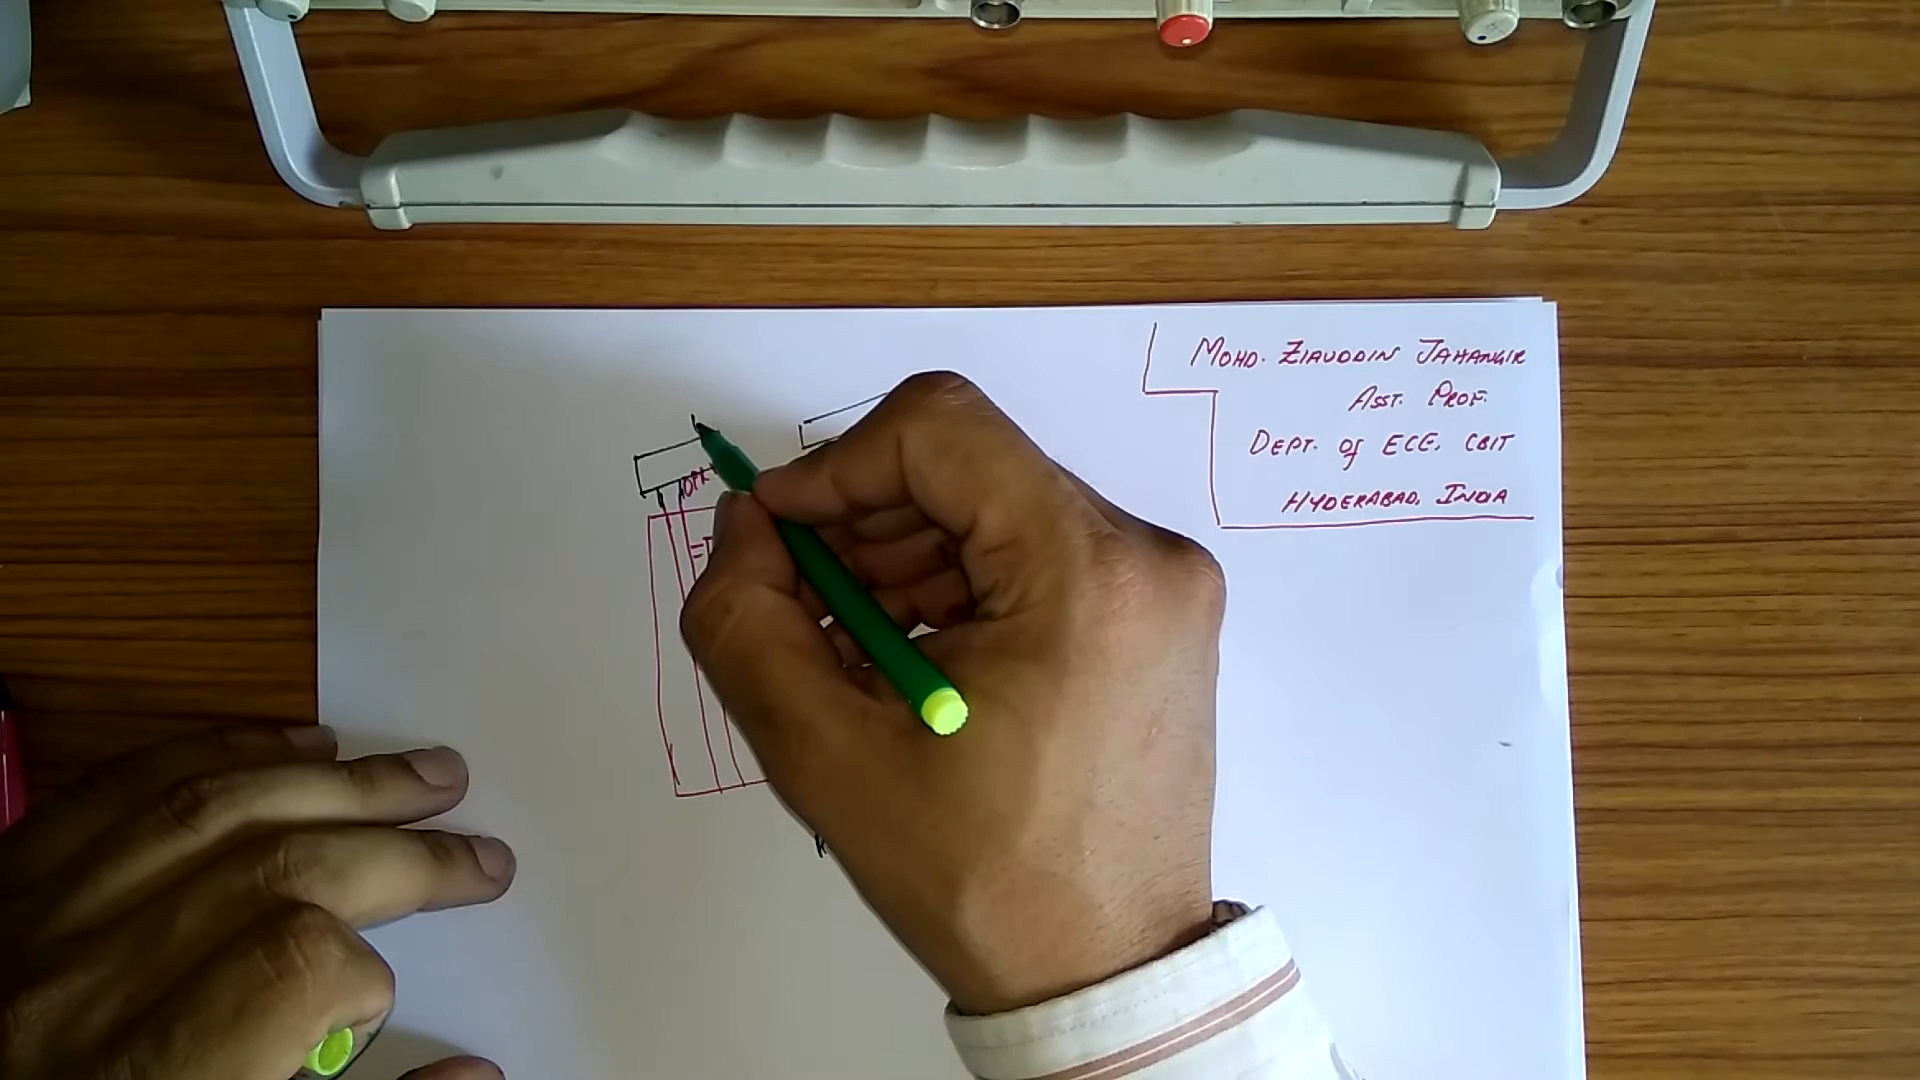 MOHD. ZIAUDDIN JAHANGIR
ASST. PROF.
DEPT. of ECE, CBIT
HYDERABAD, INDIA